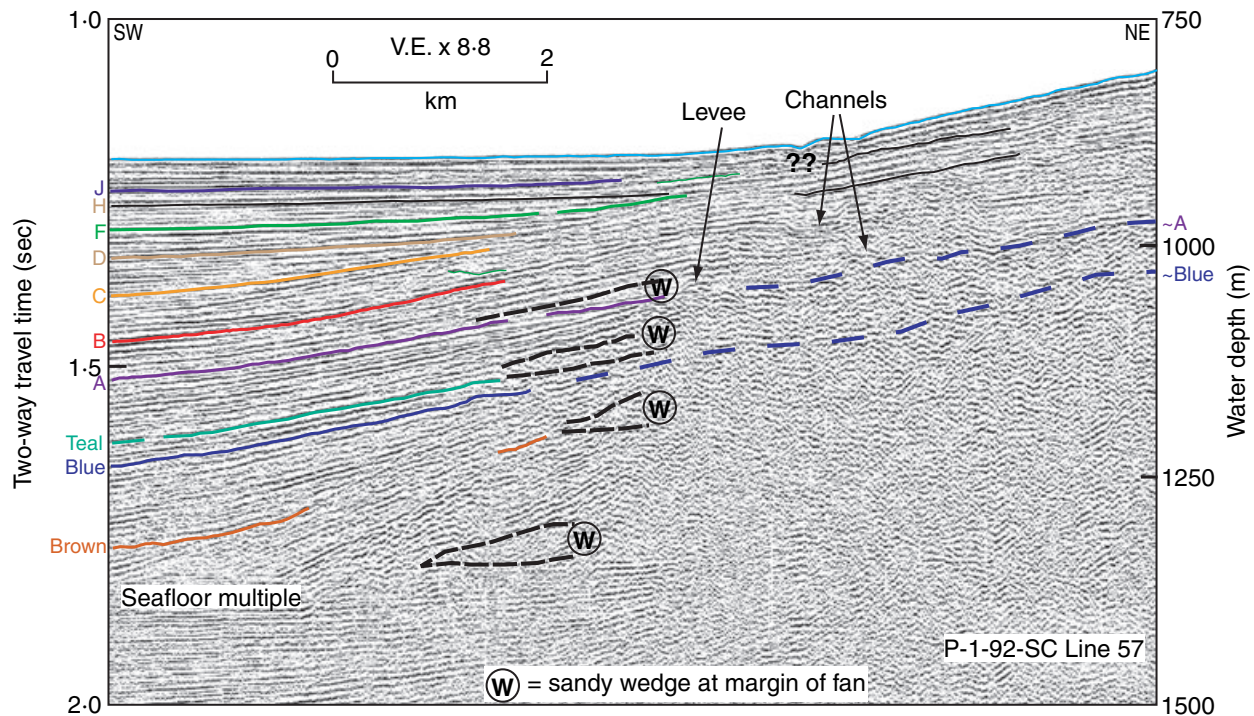 1·0
750
SW
NE
V.E. x 8·8
0
2
km
Levee
Channels
??
J
H
F
D
C
B
A
Teal
Blue
Brown
~A
1000
~Blue
W
W
W
W
1·5
1250
Two-way travel time (sec)
Water depth (m)
Seafloor multiple
P-1-92-SC Line 57
W = sandy wedge at margin of fan
2·0
1500